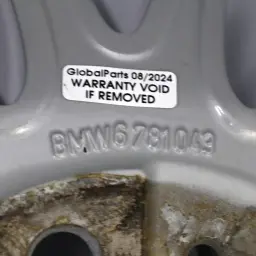 GlobalParts 08/2024
WARRANTY VOID
IF REMOVED
BMW6781043